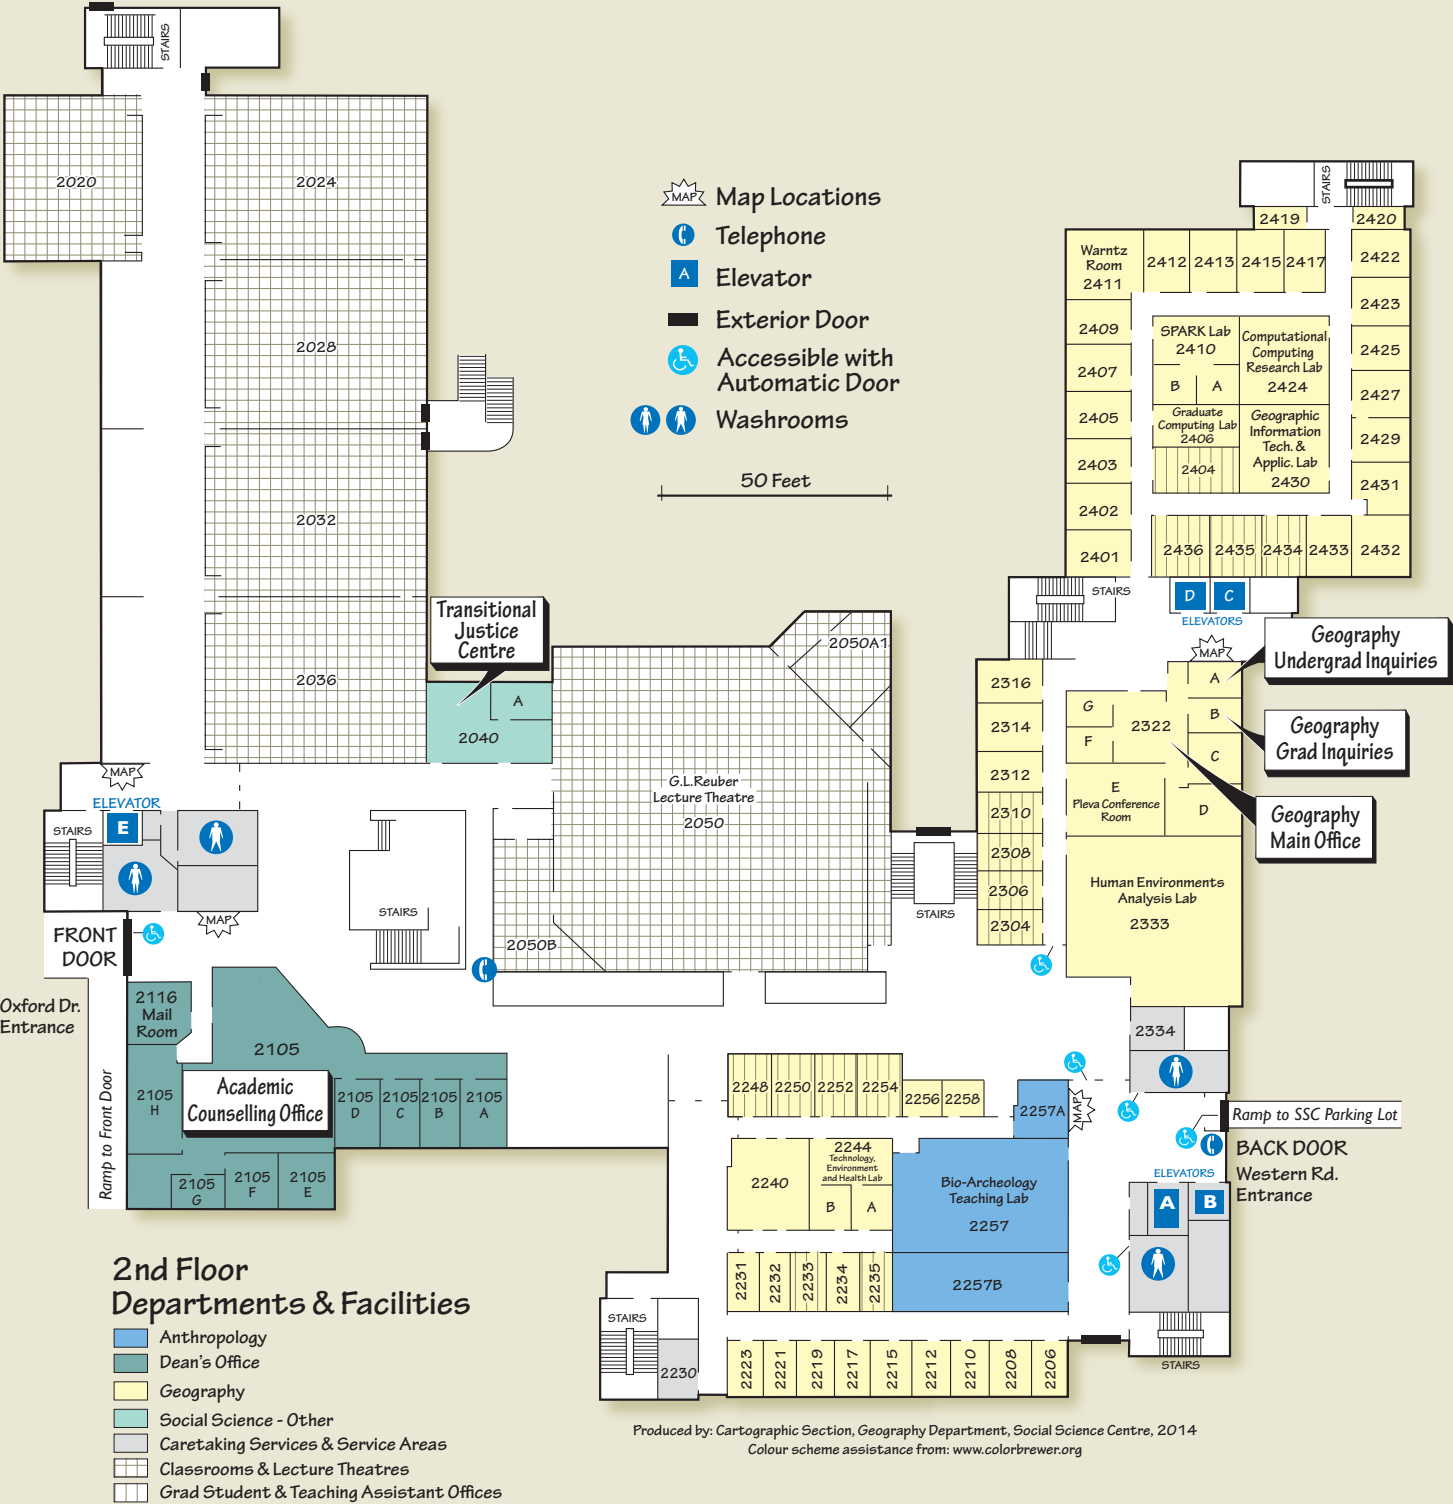 STAIRS
2020
2024
2028
2032
2036
MAP Map Locations
Telephone
A Elevator
Exterior Door
Accessible with
Automatic Door
Washrooms
50 Feet
STAIRS
2419
2420
Warntz
Room
2411
2412
2413
2415
2417
2422
2409
2423
SPARK Lab
2410
B
A
Computational
Computing
Research Lab
2424
2425
2407
2427
2405
Graduate
Computing Lab
2406
Geographic
Information
Tech. &
Applic. Lab
2430
2429
2403
2404
2431
2402
2401
2436
2435
2434
2433
2432
STAIRS
D
C
ELEVATORS
MAP
Geography
Undergrad Inquiries
Geography
Grad Inquiries
Geography
Main Office
Transitional
Justice
Centre
A
2040
2050A1
G.L.Reuber
Lecture Theatre
2050
2050B
2316
2314
2312
2310
2308
2306
2304
G
F
2322
A
B
C
D
E
Pleva Conference
Room
Human Environments
Analysis Lab
2333
STAIRS
MAP
ELEVATOR
E
STAIRS
MAP
STAIRS
FRONT
DOOR
Oxford Dr.
Entrance
Ramp to Front Door
2116
Mail
Room
2105
2105
H
Academic
Counselling Office
2105
D
2105
C
2105
B
2105
A
2105
G
2105
F
2105
E
2334
2248
2250
2252
2254
2256
2258
2257A
MAP
Ramp to SSC Parking Lot
BACK DOOR
Western Rd.
Entrance
ELEVATORS
A
B
2240
2244
Technology,
Environment
and Health Lab
B
A
Bio-Archeology
Teaching Lab
2257
2257B
2231
2232
2233
2234
2235
STAIRS
2230
2223
2221
2219
2217
2215
2212
2210
2208
2206
STAIRS
2nd Floor
Departments & Facilities
Anthropology
Dean's Office
Geography
Social Science - Other
Caretaking Services & Service Areas
Classrooms & Lecture Theatres
Grad Student & Teaching Assistant Offices
Produced by: Cartographic Section, Geography Department, Social Science Centre, 2014
Colour scheme assistance from: www.colorbrewer.org